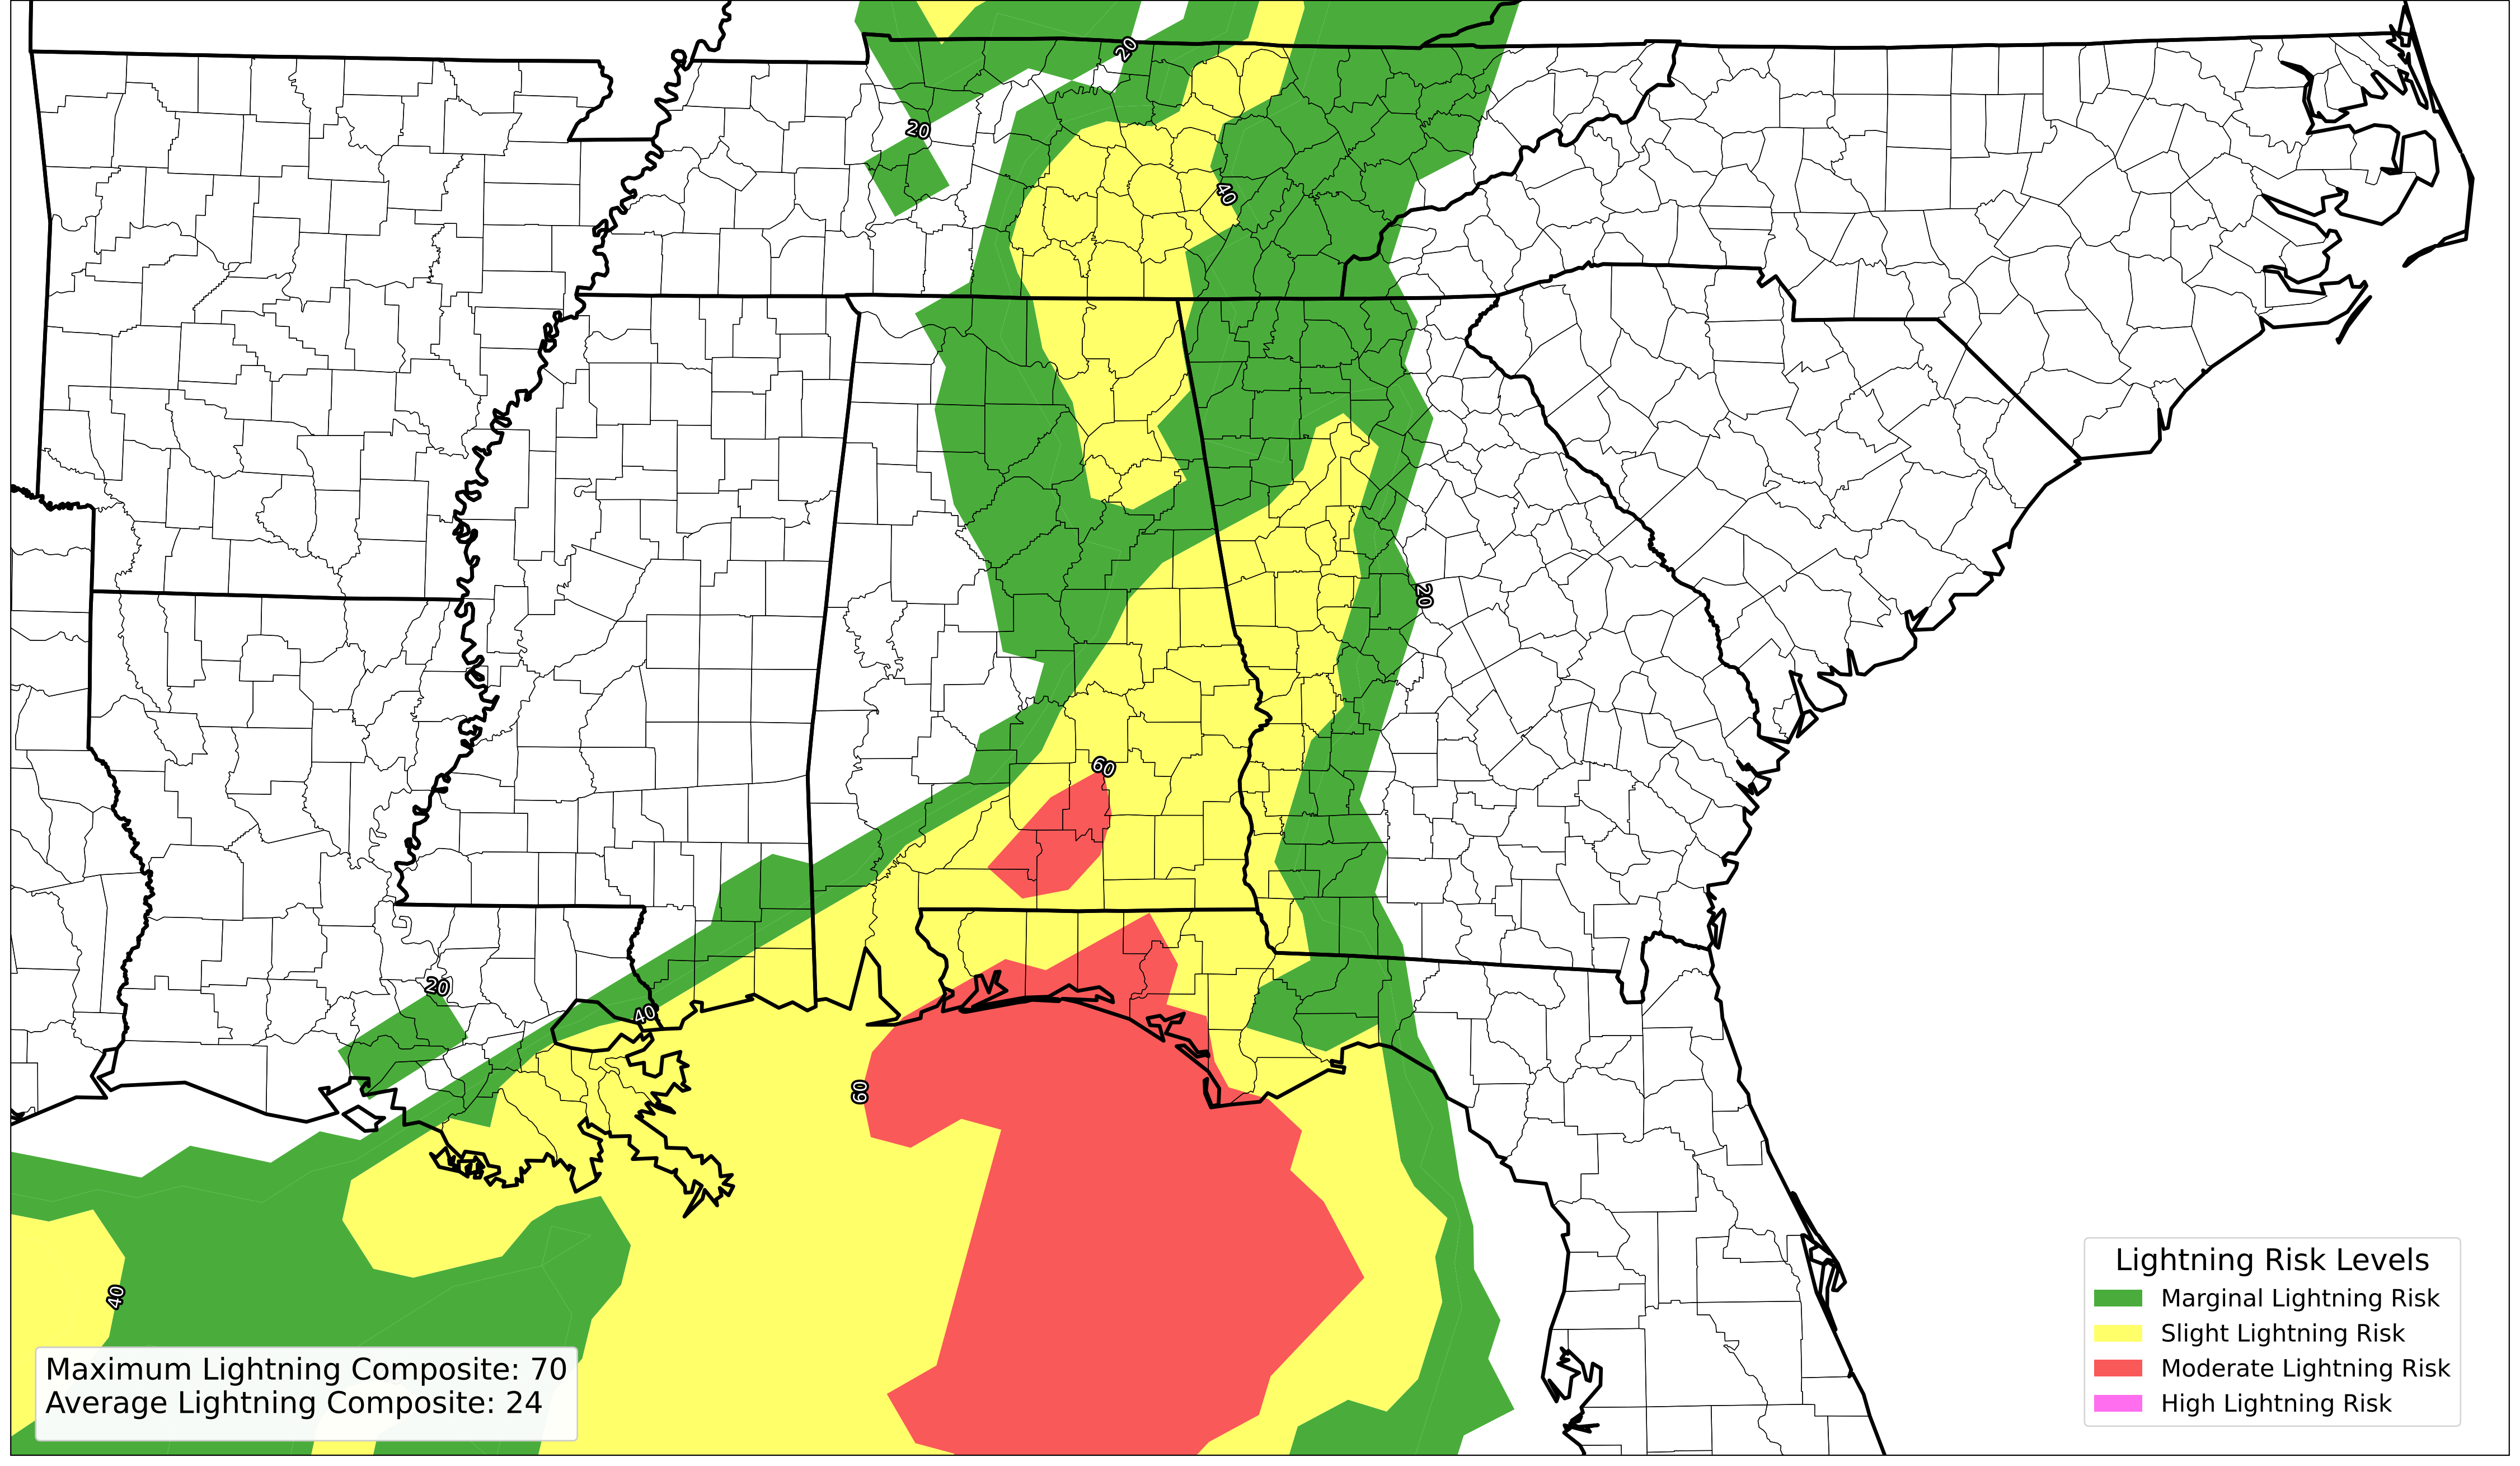 20
20
40
20
60
20
40
60
40
Lightning Risk Levels
Marginal Lightning Risk
Slight Lightning Risk
Moderate Lightning Risk
High Lightning Risk
Maximum Lightning Composite: 70
Average Lightning Composite: 24